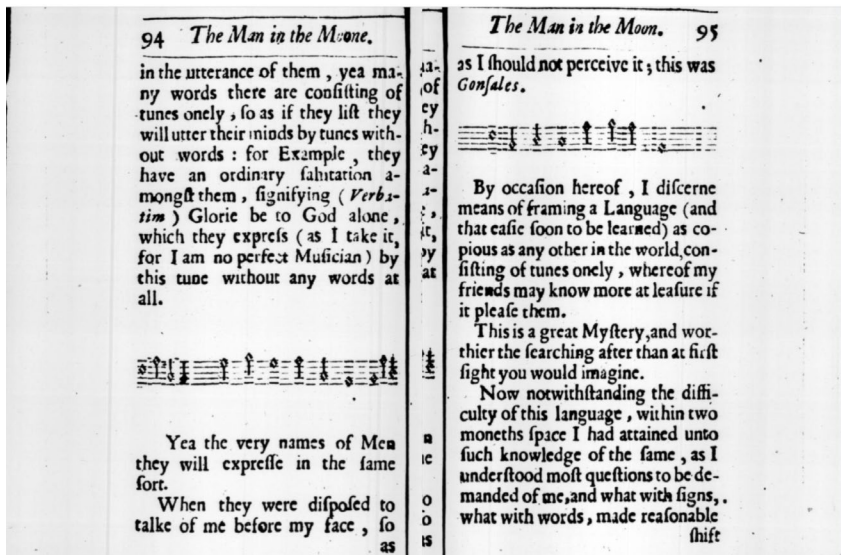 94 The Man in the Moone.
in the utterance of them, yea ma-
ny words there are conſiſting of
tunes onely, ſo as if they liſt they
will utter their minds by tunes with-
out words: for Example, they
have an ordinary ſalutation a-
mongſt them, ſignifying (Verba-
tim) Glorie be to God alone,
which they expreſs (as I take it,
for I am no perfect Muſician) by
this tune without any words at
all.
Yea the very names of Men
they will expreſſe in the ſame
ſort.
When they were diſpoſed to
talke of me before my face, ſo
as
The Man in the Moon. 95
as I ſhould not perceive it; this was
Gonſales.
By occaſion hereof, I diſcerne
means of framing a Language (and
that eaſie ſoon to be learned) as co-
pious as any other in the world, con-
ſiſting of tunes onely, whereof my
friends may know more at leaſure if
it pleaſe them.
This is a great Myſtery, and wor-
thier the ſearching after than at firſt
ſight you would imagine.
Now notwithſtanding the diffi-
culty of this language, within two
moneths ſpace I had attained unto
ſuch knowledge of the ſame, as I
underſtood moſt queſtions to be de-
manded of me, and what with ſigns,
what with words, made reaſonable
ſhift